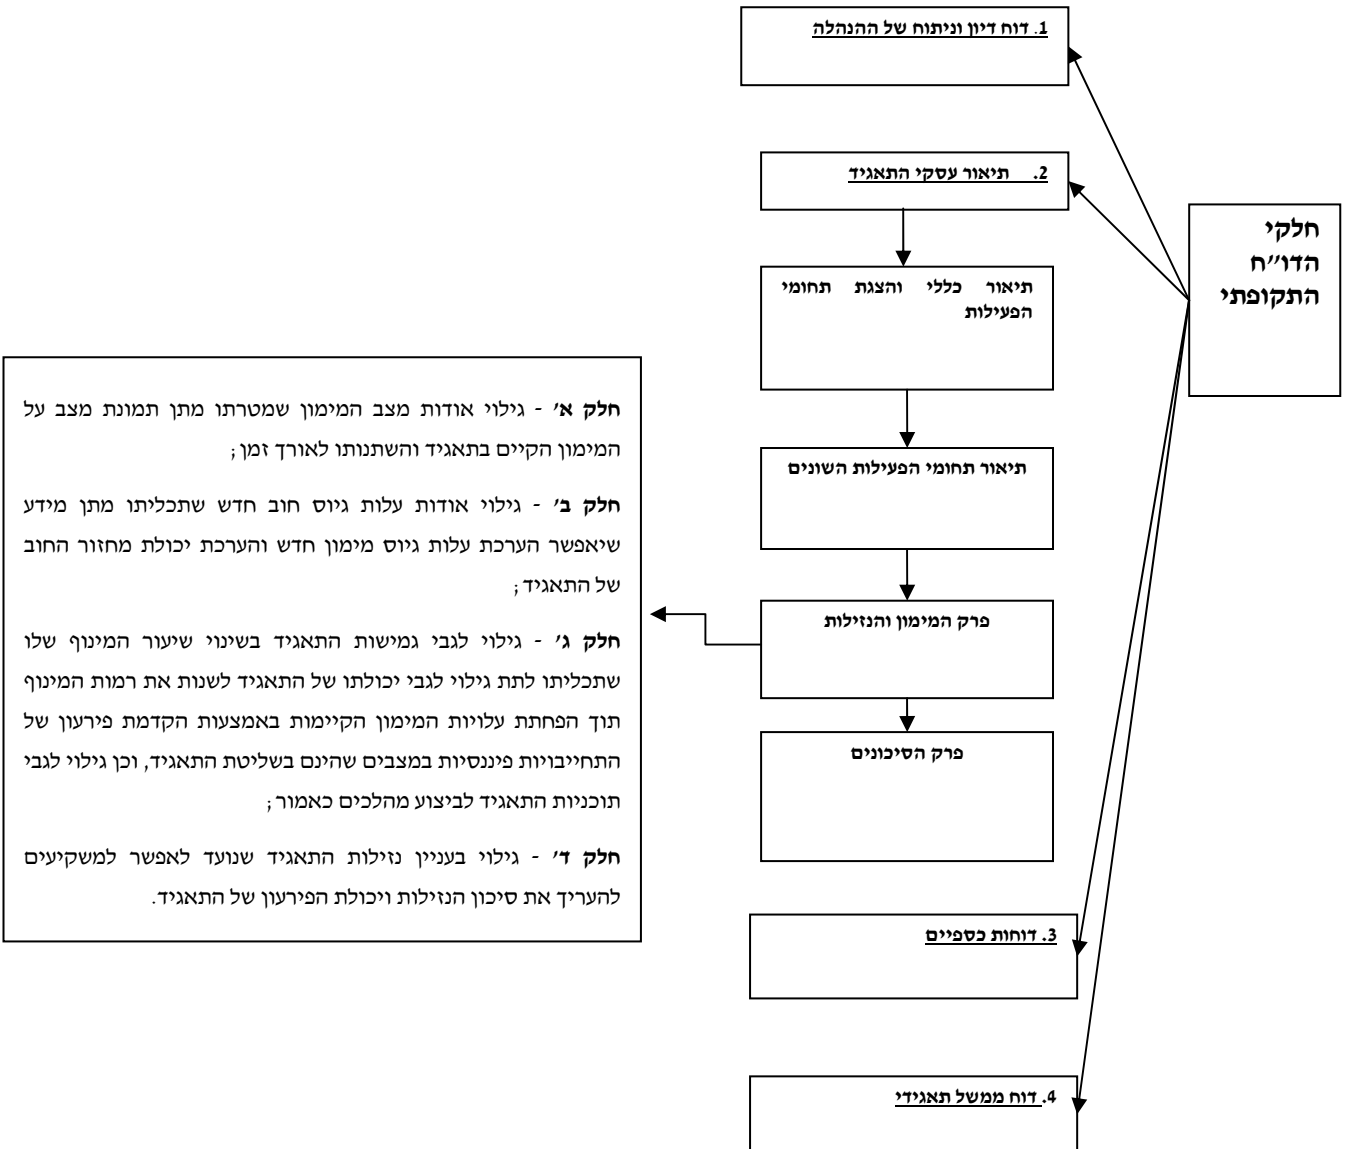 1. דוח דיון וניתוח של ההנהלה
2. תיאור עסקי התאגיד
חלקי
הדו״ח
התקופתי
תיאור כללי והצגת תחומי
הפעילות
תיאור תחומי הפעילות השונים
פרק המימון והנזילות
פרק הסיכונים
חלק א׳ - גילוי אודות מצב המימון שמטרתו מתן תמונת מצב על
המימון הקיים בתאגיד והשתנותו לאורך זמן;
חלק ב׳ - גילוי אודות עלות גיוס חוב חדש שתכליתו מתן מידע
שיאפשר הערכת עלות גיוס מימון חדש והערכת יכולת מחזור החוב
של התאגיד;
חלק ג׳ - גילוי לגבי גמישות התאגיד בשינוי שיעור המינוף שלו
שתכליתו לתת גילוי לגבי יכולתו של התאגיד לשנות את רמות המינוף
תוך הפחתת עלויות המימון הקיימות באמצעות הקדמת פירעון של
התחייבויות פיננסיות במצבים שהינם בשליטת התאגיד, וכן גילוי לגבי
תוכניות התאגיד לביצוע מהלכים כאמור;
חלק ד׳ - גילוי בעניין נזילות התאגיד שנועד לאפשר למשקיעים
להעריך את סיכון הנזילות ויכולת הפירעון של התאגיד.
3. דוחות כספיים
4. דוח ממשל תאגידי